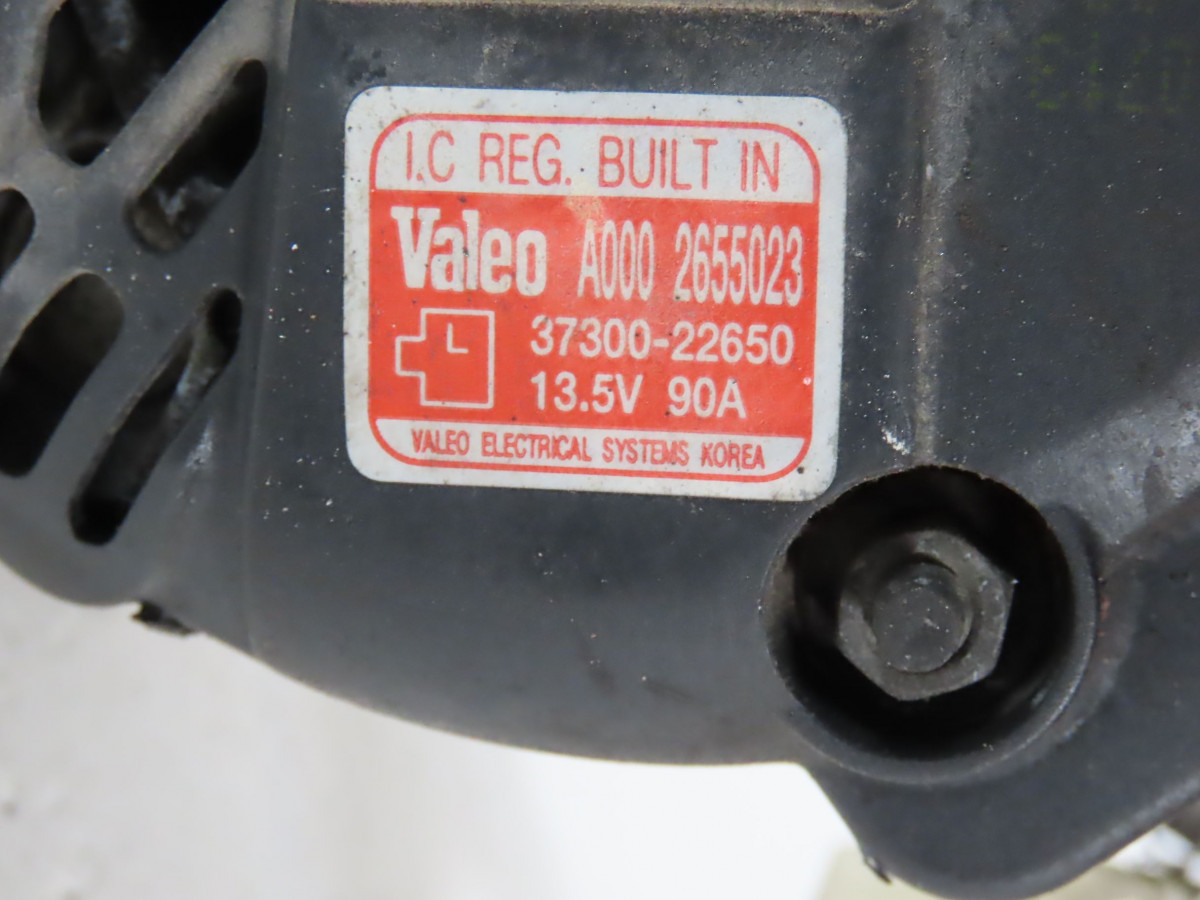 I.C REG. BUILT IN
Valeo A000 2655023
37300-22650
L
13.5V 90A
VALEO ELECTRICAL SYSTEMS KOREA